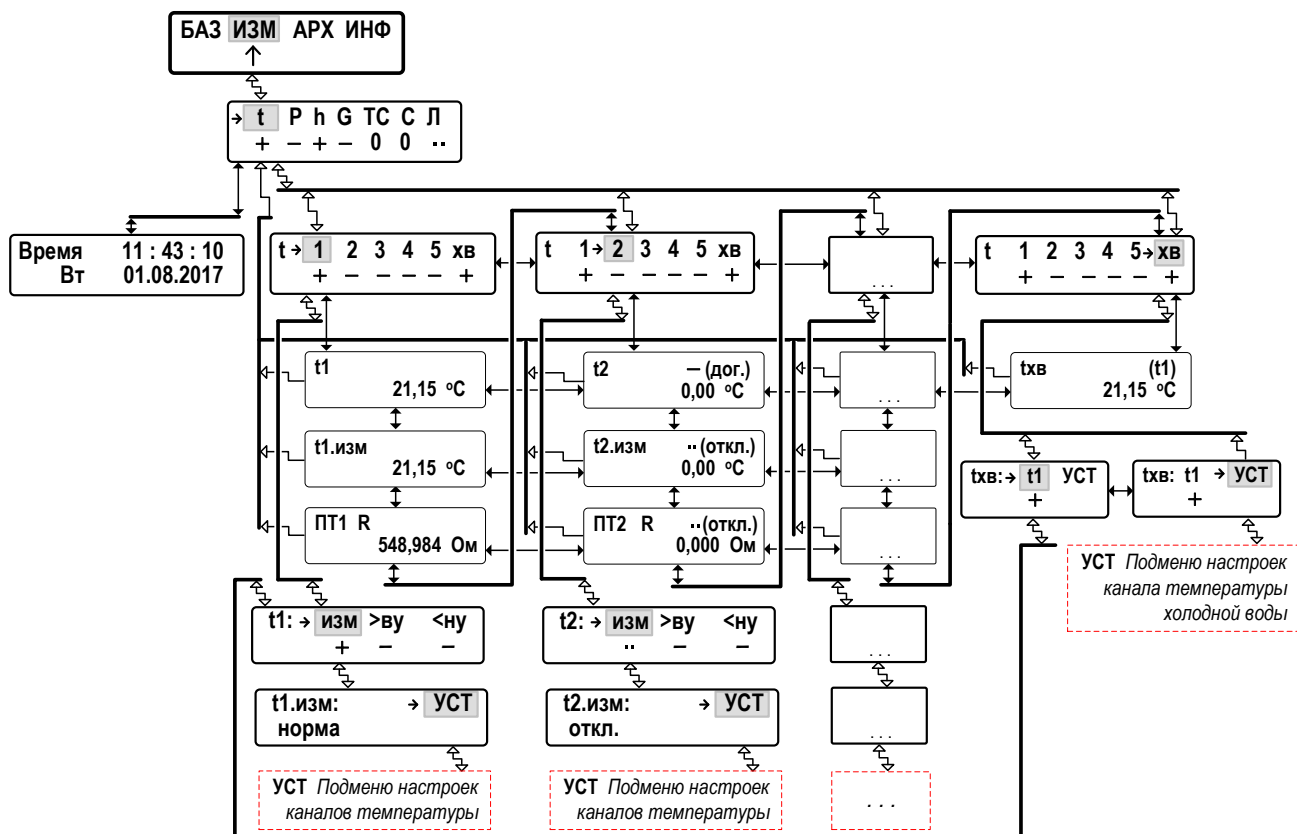 БАЗ ИЗМ АРХ ИНФ
↑
→ t P h G ТС С Л
+ – + – 0 0 ··
Время 11 : 43 : 10
Вт 01.08.2017
t → 1 2 3 4 5 хв
+ – – – – +
t 1 → 2 3 4 5 хв
+ – – – – +
. . .
t 1 2 3 4 5 → хв
+ – – – – +
t1
21,15 ºC
t2 – (дог.)
0,00 ºC
. . .
tхв (t1)
21,15 ºC
t1.изм
21,15 ºC
t2.изм ·· (откл.)
0,00 ºC
. . .
ПТ1 R
548,984 Ом
ПТ2 R ·· (откл.)
0,000 Ом
. . .
tхв: → t1 УСТ
+
tхв: t1 → УСТ
+
УСТ Подменю настроек
канала температуры
холодной воды
t1: → изм >ву <ну
+ – –
t2: → изм >ву <ну
·· – –
. . .
t1.изм: → УСТ
норма
t2.изм: → УСТ
откл.
. . .
УСТ Подменю настроек
каналов температуры
УСТ Подменю настроек
каналов температуры
. . .